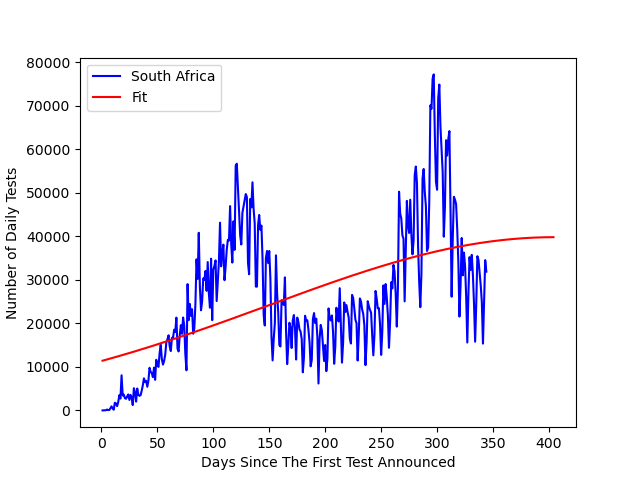 80000
70000
60000
50000
40000
30000
20000
10000
0
Number of Daily Tests
South Africa
Fit
0 50 100 150 200 250 300 350 400
Days Since The First Test Announced